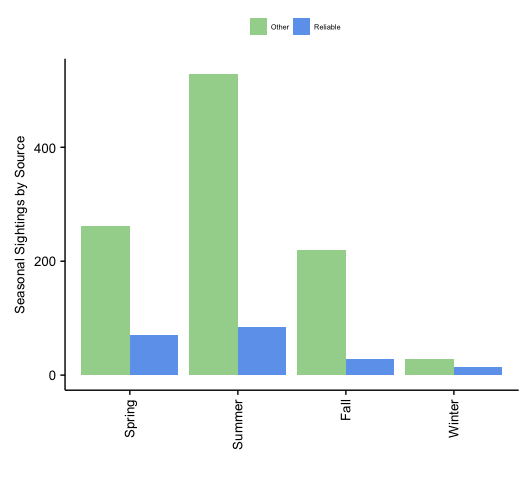 Other Reliable
Seasonal Sightings by Source
400
200
0
Spring
Summer
Fall
Winter